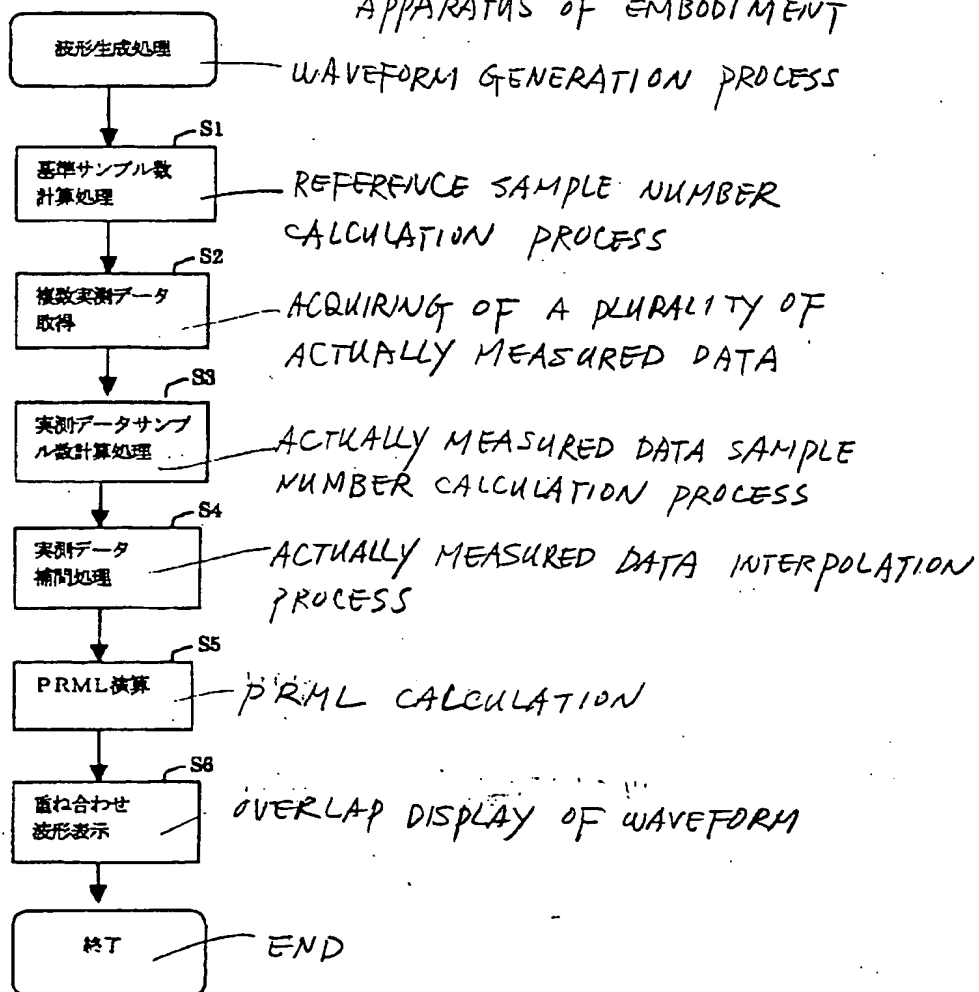 APPARATUS OF EMBODIMENT
波形生成処理
WAVEFORM GENERATION PROCESS
S1
基準サンプル数
計算処理
REFERENCE SAMPLE NUMBER
CALCULATION PROCESS
S2
複数実測データ
取得
ACQUIRING OF A PLURALITY OF
ACTUALLY MEASURED DATA
S3
実測データサンプ
ル数計算処理
ACTUALLY MEASURED DATA SAMPLE
NUMBER CALCULATION PROCESS
S4
実測データ
補間処理
ACTUALLY MEASURED DATA INTERPOLATION
PROCESS
S5
PRML演算
PRML CALCULATION
S6
重ね合わせ
波形表示
OVERLAP DISPLAY OF WAVEFORM
終了
END